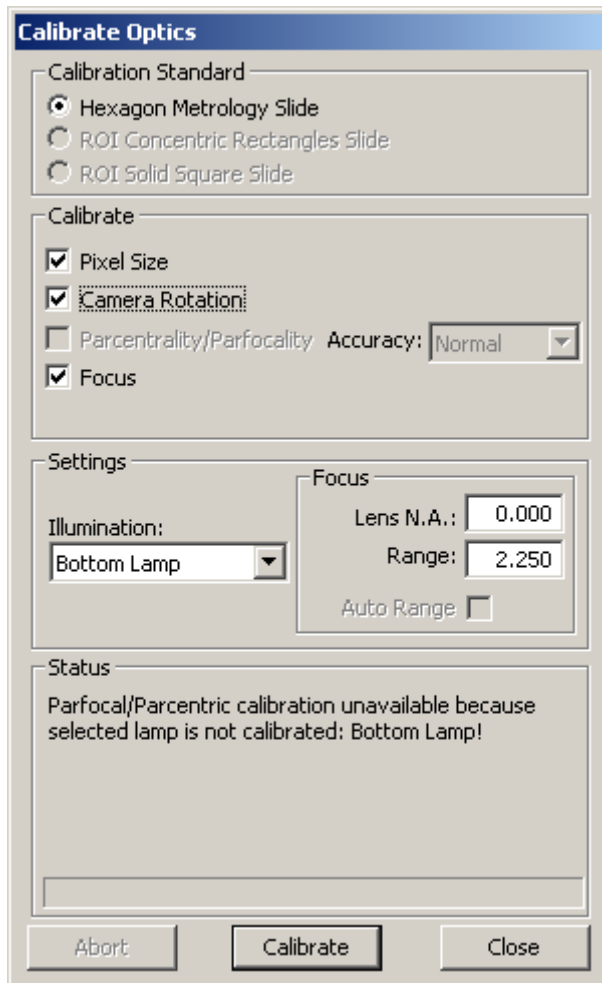 Calibrate Optics
Calibration Standard
Hexagon Metrology Slide
ROI Concentric Rectangles Slide
ROI Solid Square Slide
Calibrate
Pixel Size
Camera Rotation
Parcentrality/Parfocality Accuracy: Normal
Focus
Settings
Illumination:
Bottom Lamp
Focus
Lens N.A.: 0.000
Range: 2.250
Auto Range
Status
Parfocal/Parcentric calibration unavailable because
selected lamp is not calibrated: Bottom Lamp!
Abort Calibrate Close